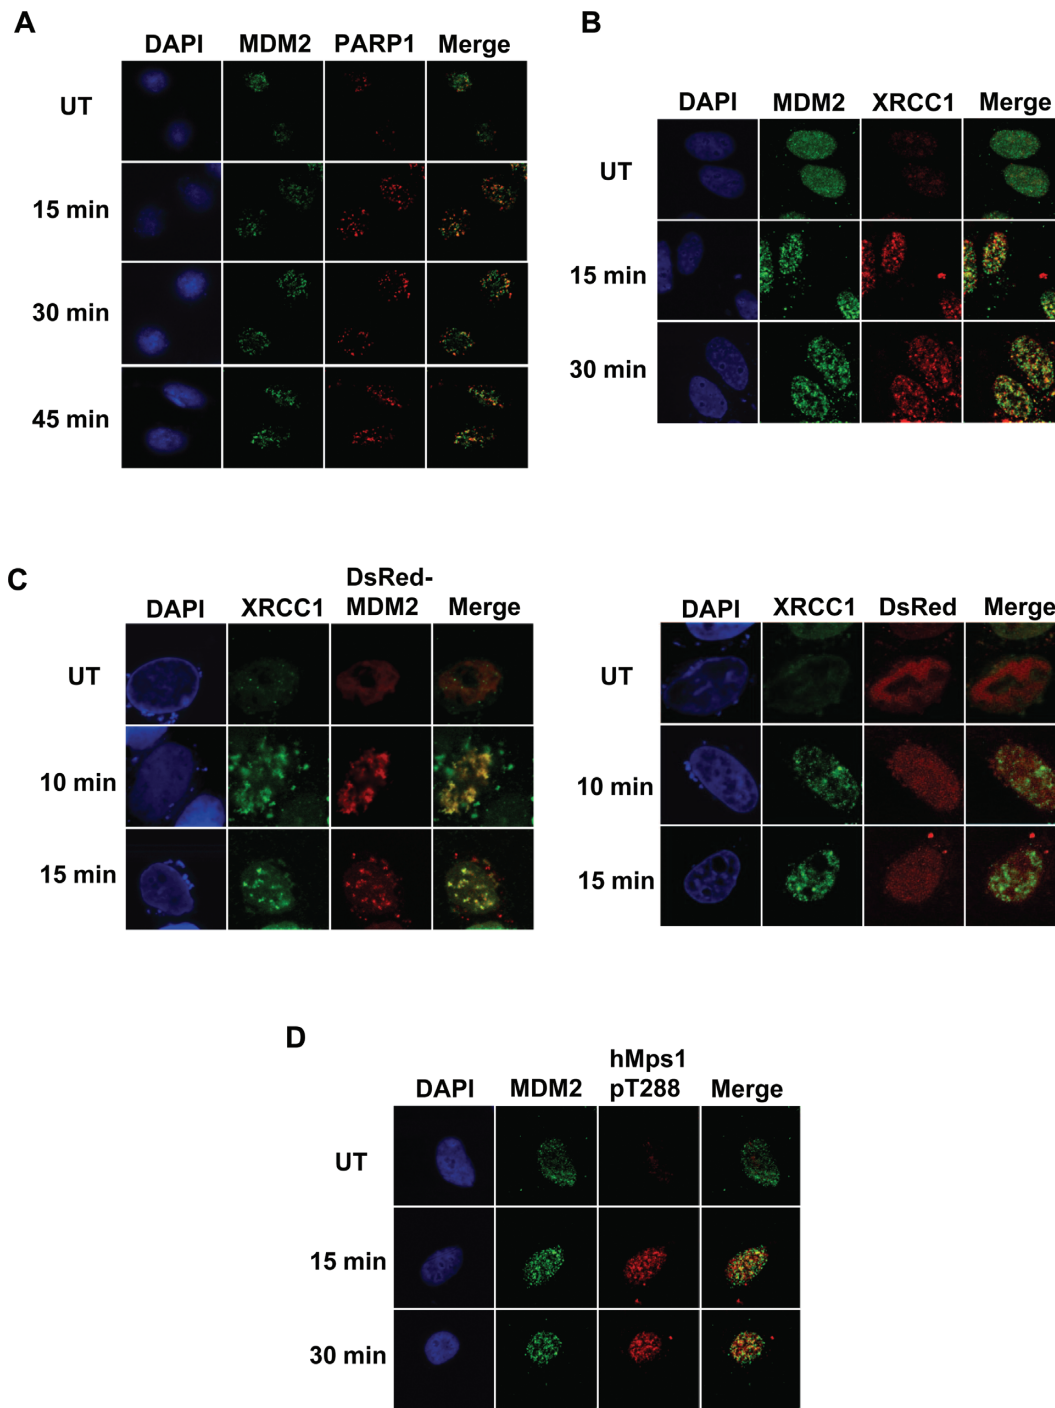 A
DAPI MDM2 PARP1 Merge
UT
15 min
30 min
45 min
B
DAPI MDM2 XRCC1 Merge
UT
15 min
30 min
C
DAPI XRCC1 DsRed-
MDM2 Merge
UT
10 min
15 min
DAPI XRCC1 DsRed Merge
UT
10 min
15 min
D
DAPI MDM2 hMps1
pT288 Merge
UT
15 min
30 min